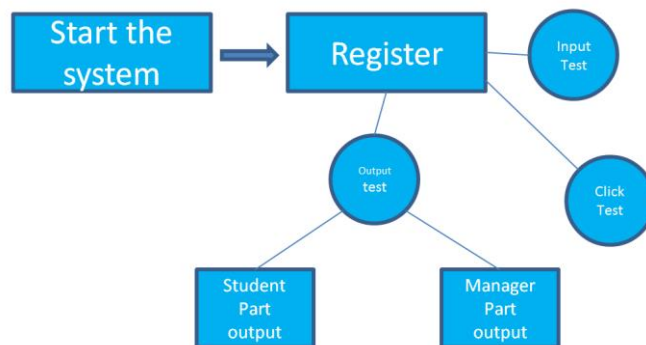 Start the
system
Register
Input
Test
Output
test
Click
Test
Student
Part
output
Manager
Part
output